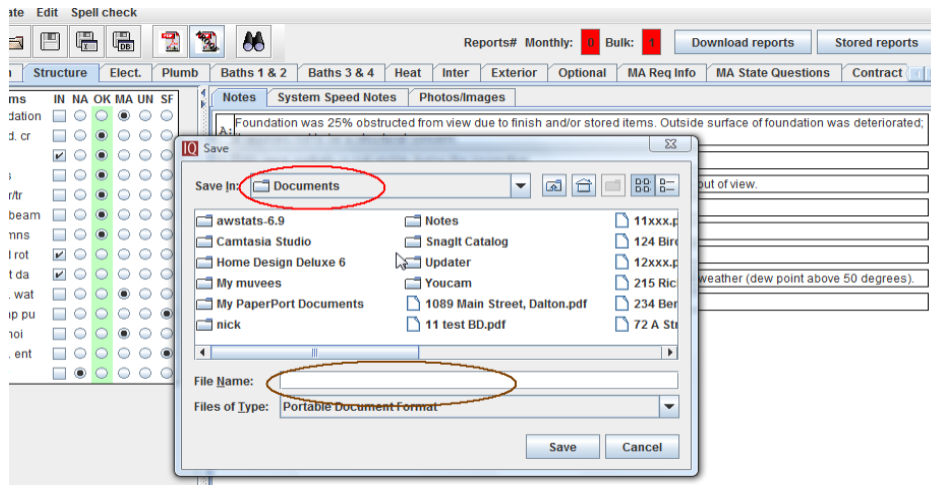 ate Edit Spell check
Reports# Monthly: 0 Bulk: 1 Download reports Stored reports
Structure Elect. Plumb Baths 1 & 2 Baths 3 & 4 Heat Inter Exterior Optional MA Req Info MA State Questions Contract
ms IN NA OK MA UN SF
Notes System Speed Notes Photos/Images
dation
A: Foundation was 25% obstructed from view due to finish and/or stored items. Outside surface of foundation was deteriorated;
d. cr
Save
Save In: Documents
out of view.
r/tr
beam
mns
rot
t da
weather (dew point above 50 degrees).
. wat
p pu
noi
. ent
awstats-6.9 Notes 11xxx.p
Camtasia Studio SnagIt Catalog 124 Birc
Home Design Deluxe 6 Updater 12xxx.p
My muvees Youcam 215 Ric
My PaperPort Documents 1089 Main Street, Dalton.pdf 234 Ber
nick 11 test BD.pdf 72 A St
File Name:
Files of Type: Portable Document Format
Save Cancel